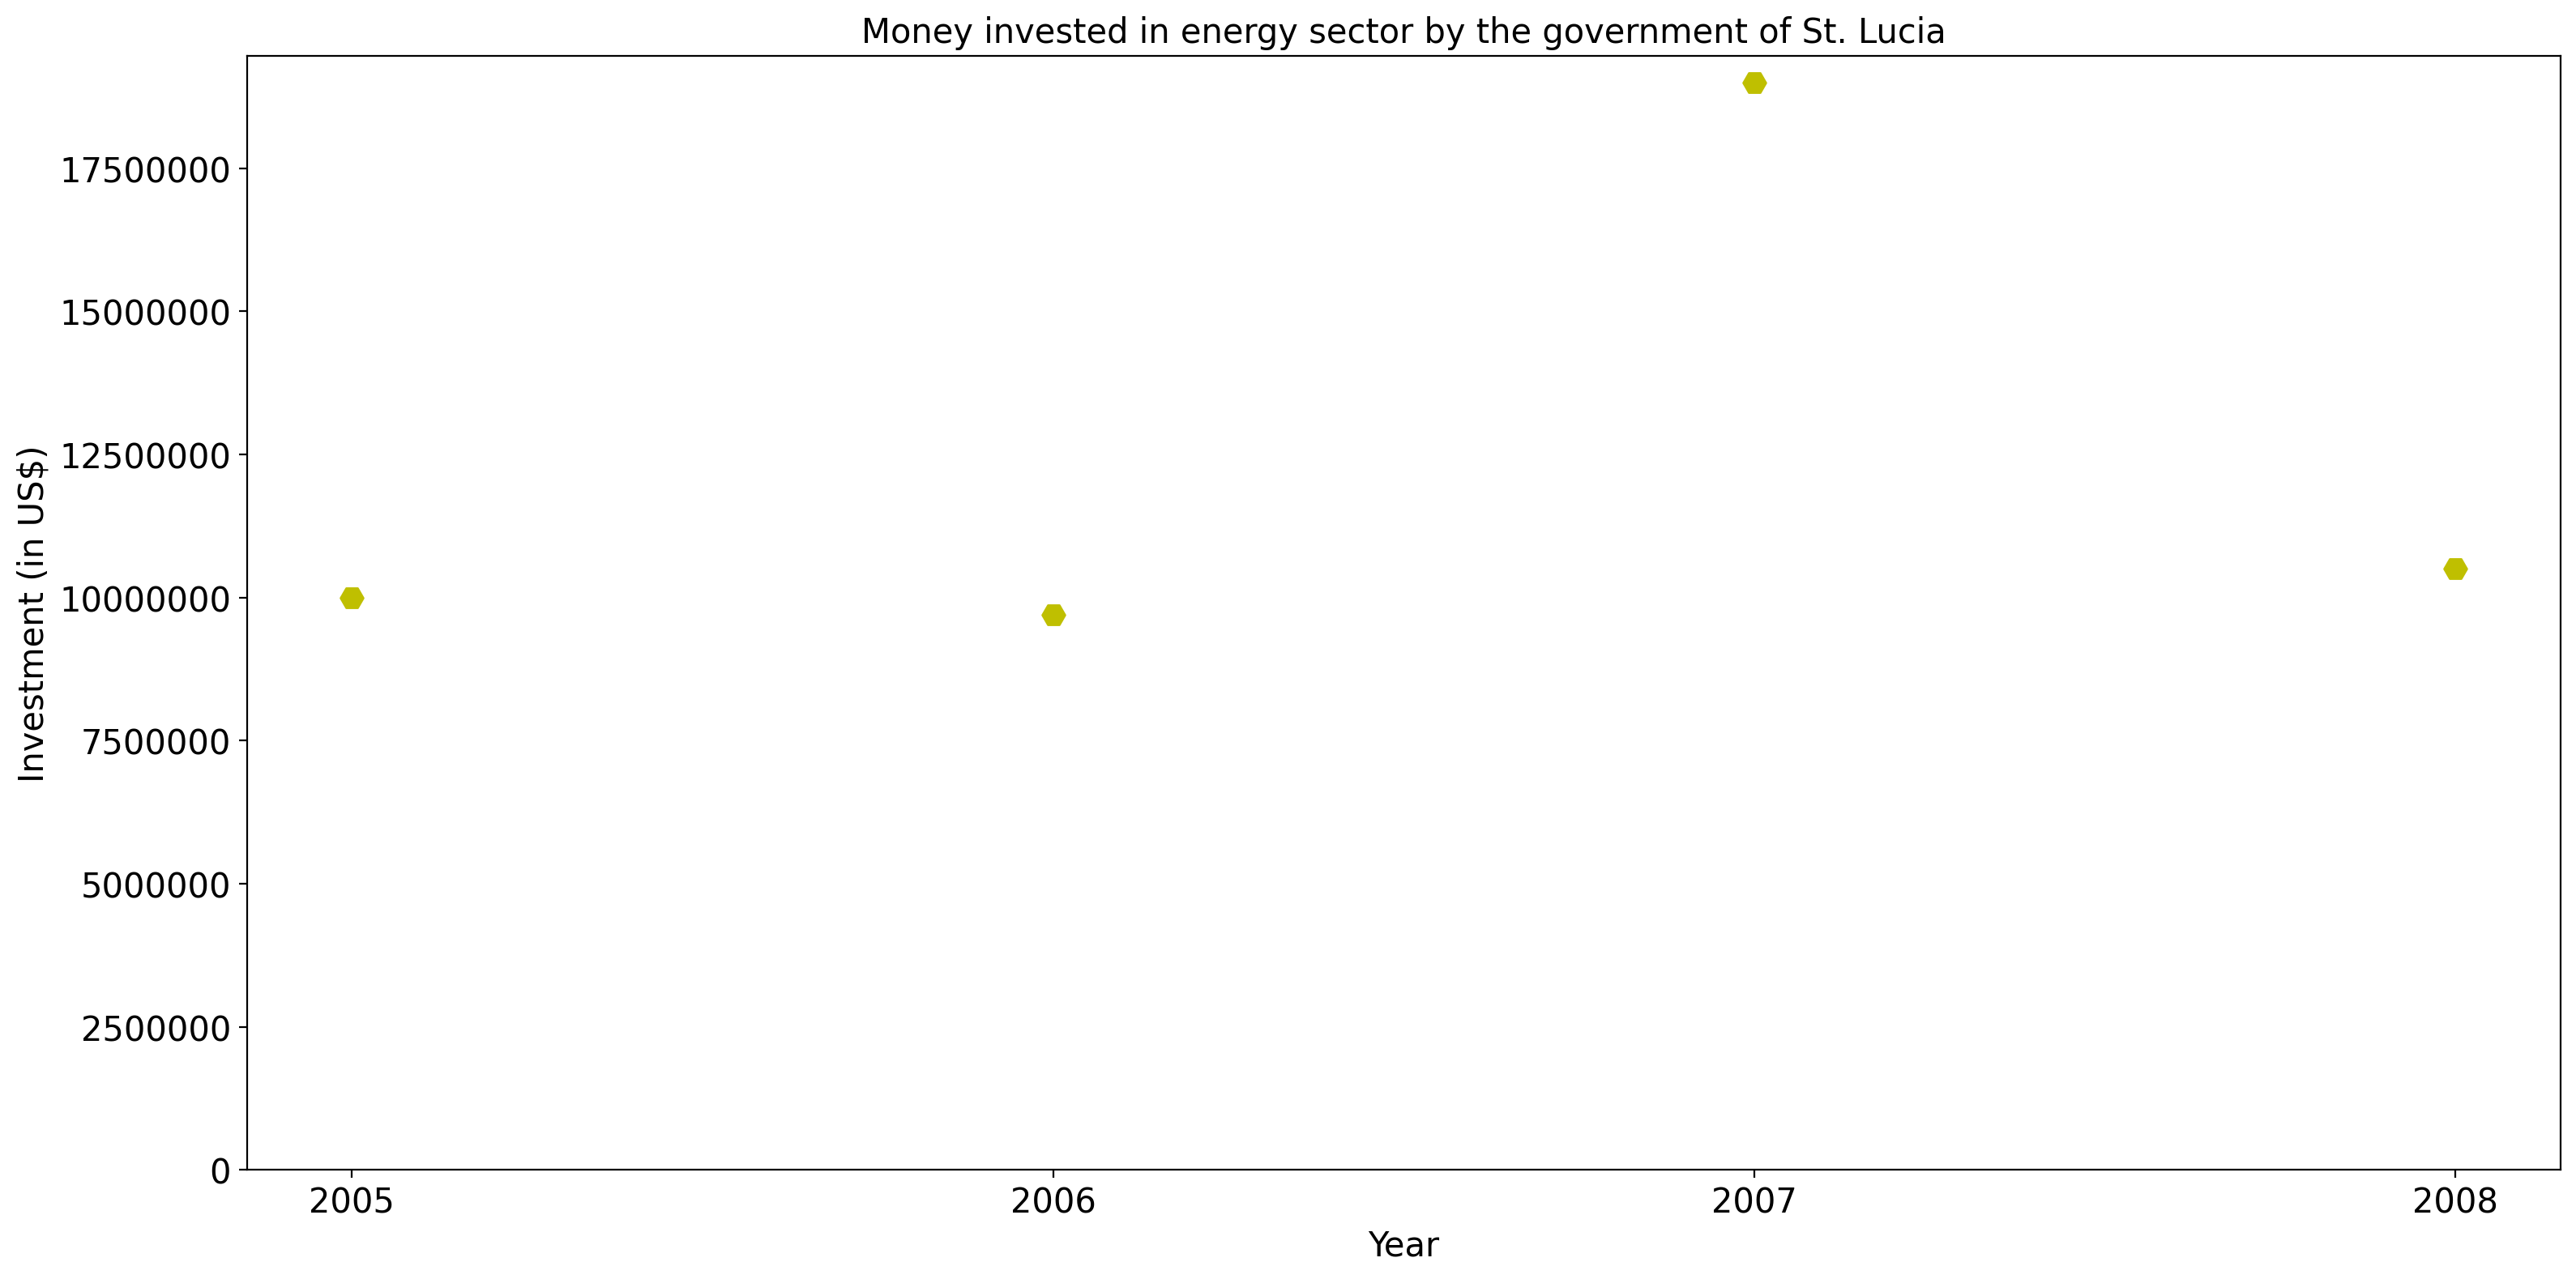 Money invested in energy sector by the government of St. Lucia
Investment (in US$)
17500000
15000000
12500000
10000000
7500000
5000000
2500000
0
2005 2006 2007 2008
Year